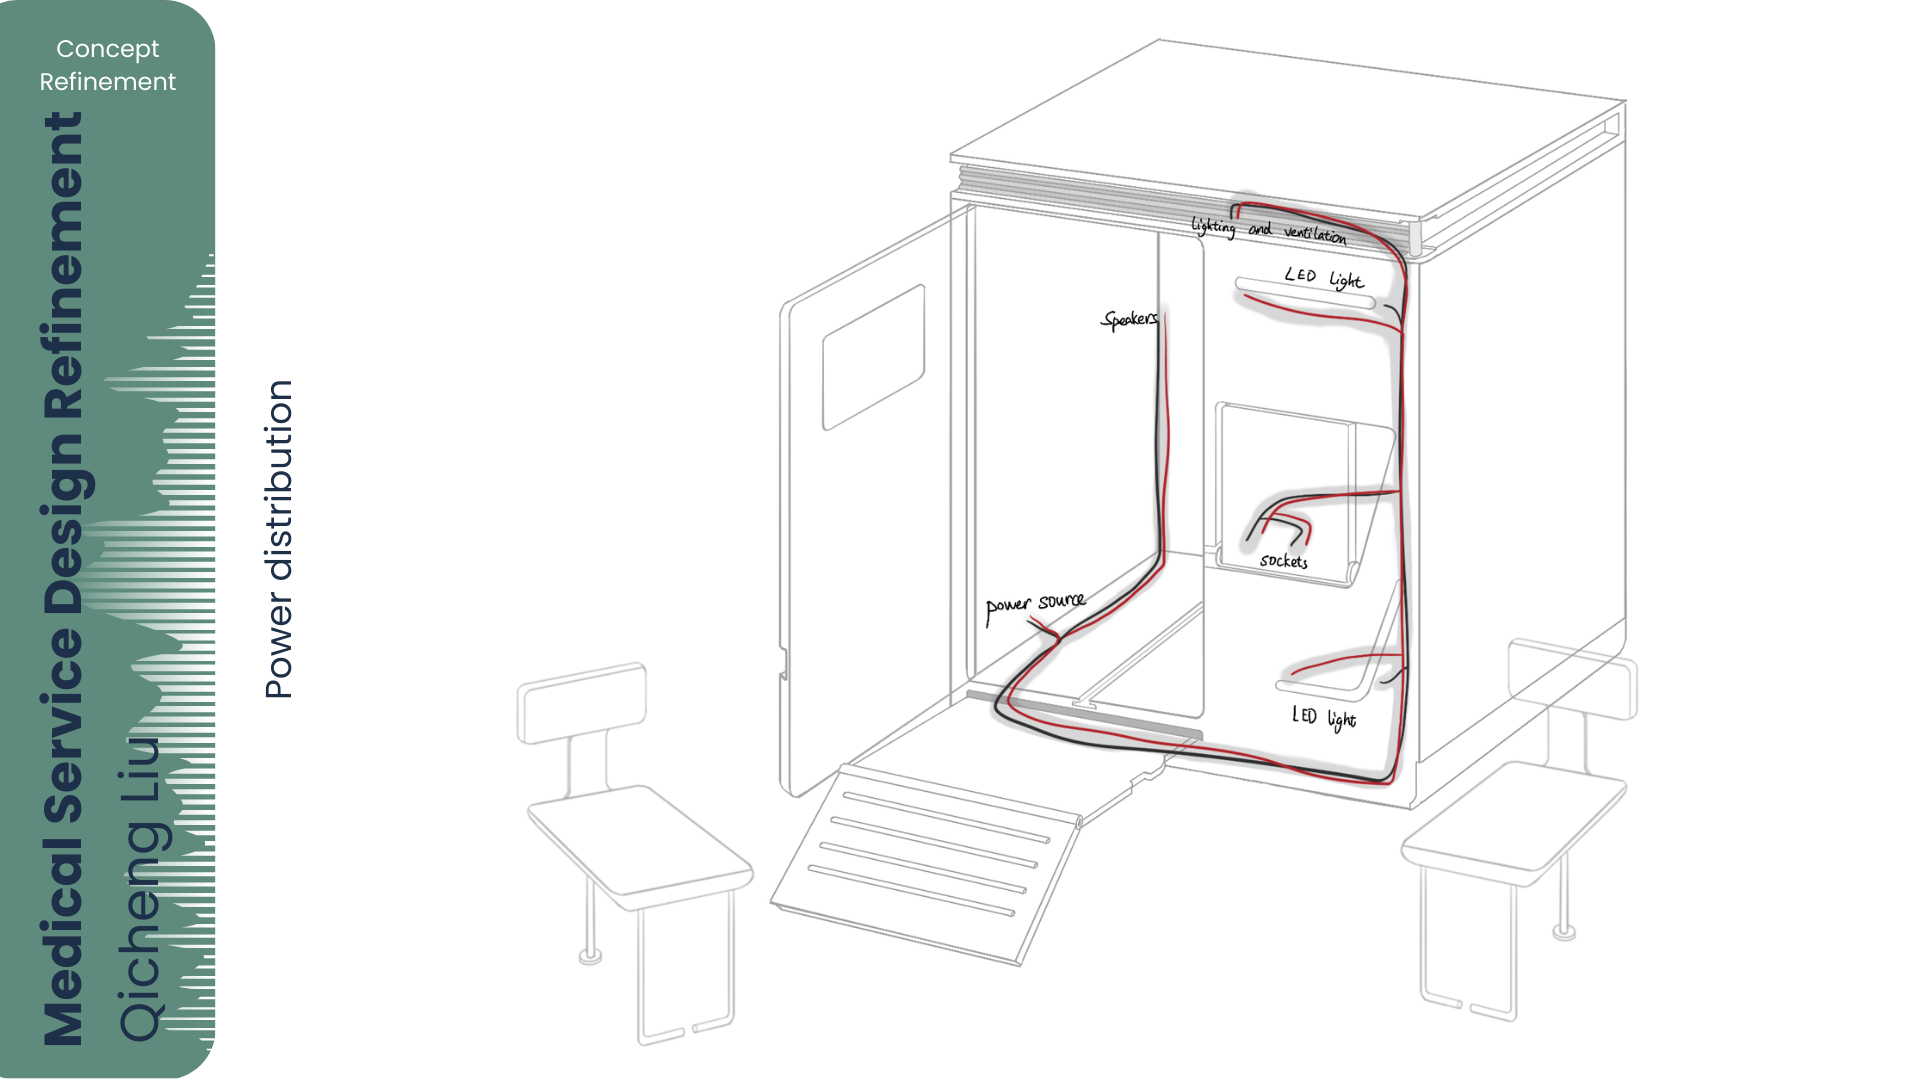 Concept
Refinement
Medical Service Design Refinement
Qicheng Liu
Power distribution
lighting and ventilation
LED light
Speakers
sockets
power source
LED light